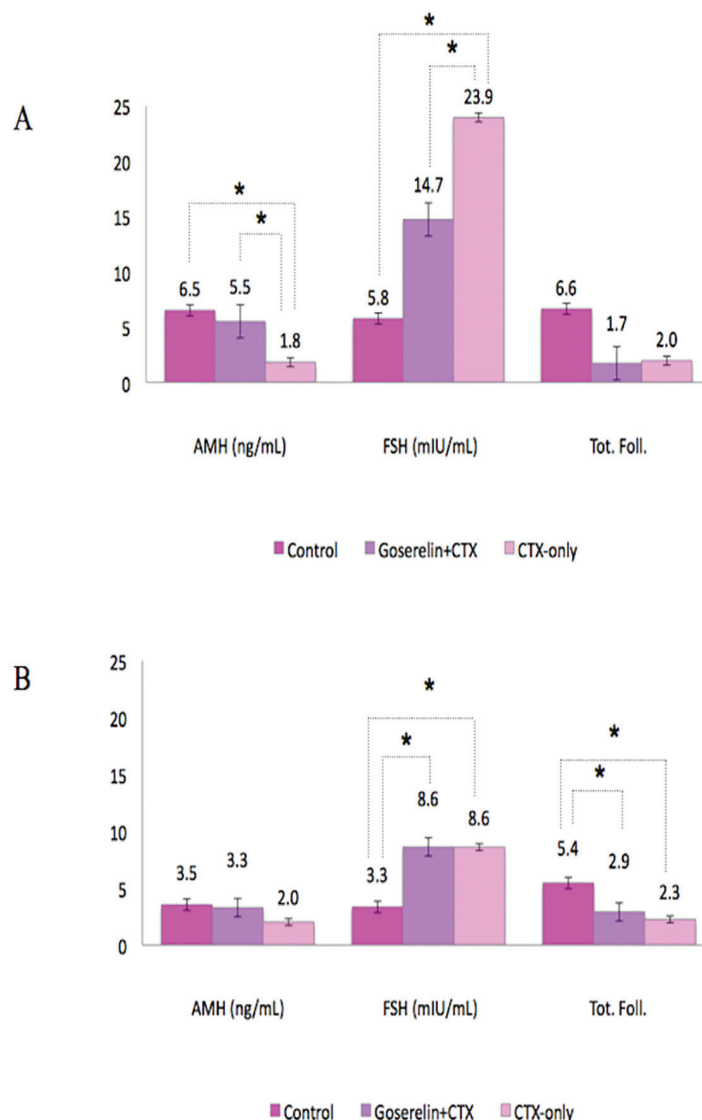 A
* *
25 23.9
20
14.7
15
* *
10
6.5 5.5 1.8 5.8 6.6 1.7 2.0
5
0
AMH (ng/mL) FSH (mIU/mL) Tot. Foll.
Control Goserelin+CTX CTX-only
B
25
*
20
* *
*
15
8.6 8.6
10
3.5 3.3 2.0 3.3 5.4 2.9 2.3
5
0
AMH (ng/mL) FSH (mIU/mL) Tot. Foll.
Control Goserelin+CTX CTX-only